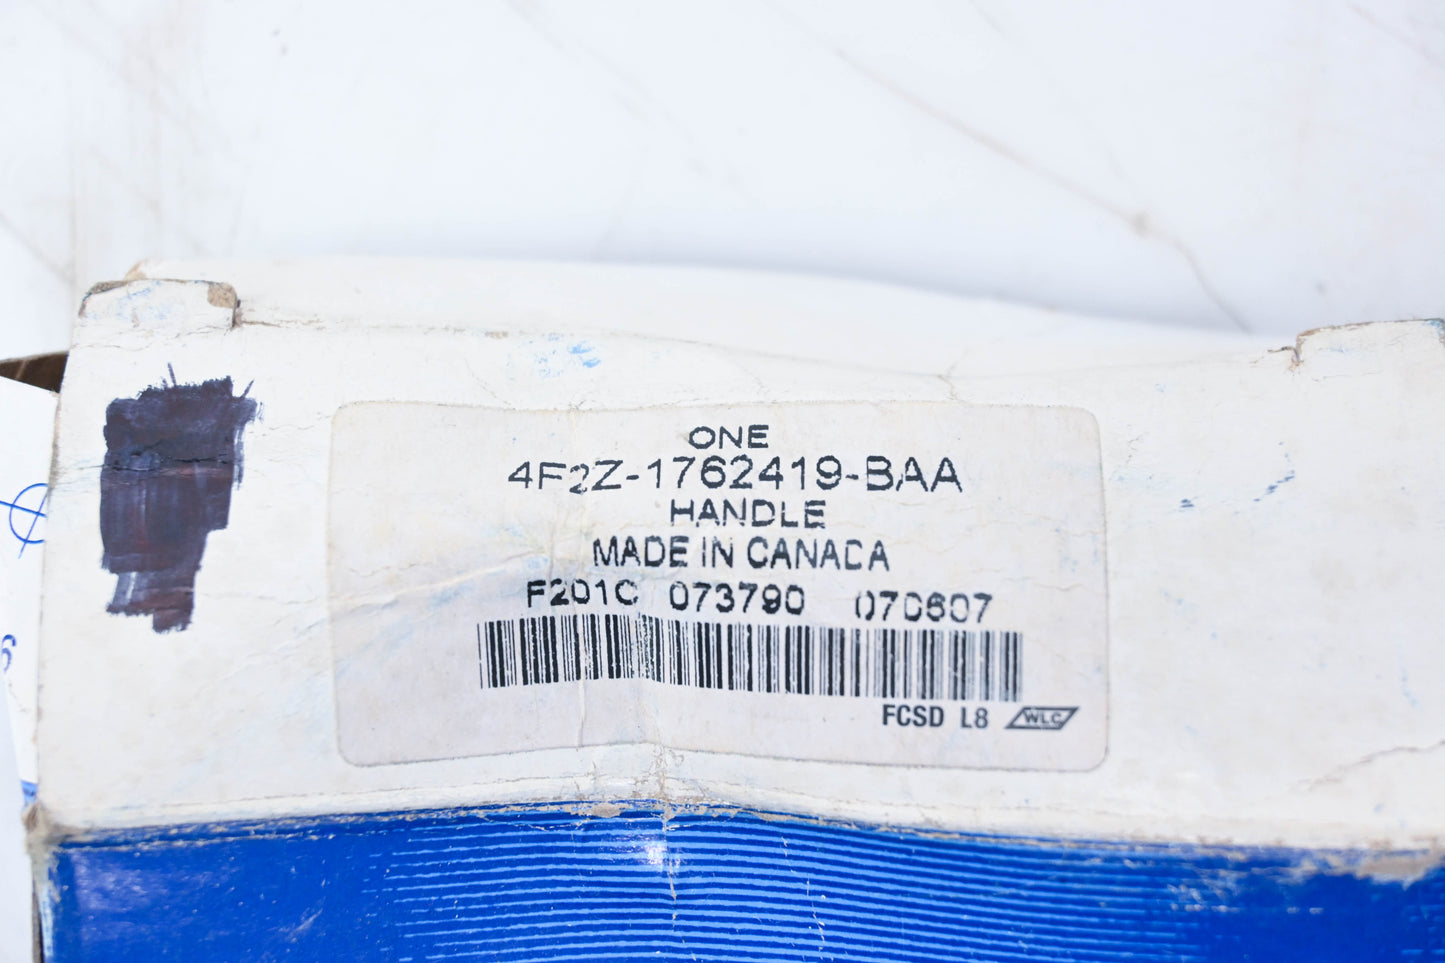 ONE
4F2Z-1762419-BAA
HANDLE
MADE IN CANADA
F201C 073790 070607
FCSD L8 WLC